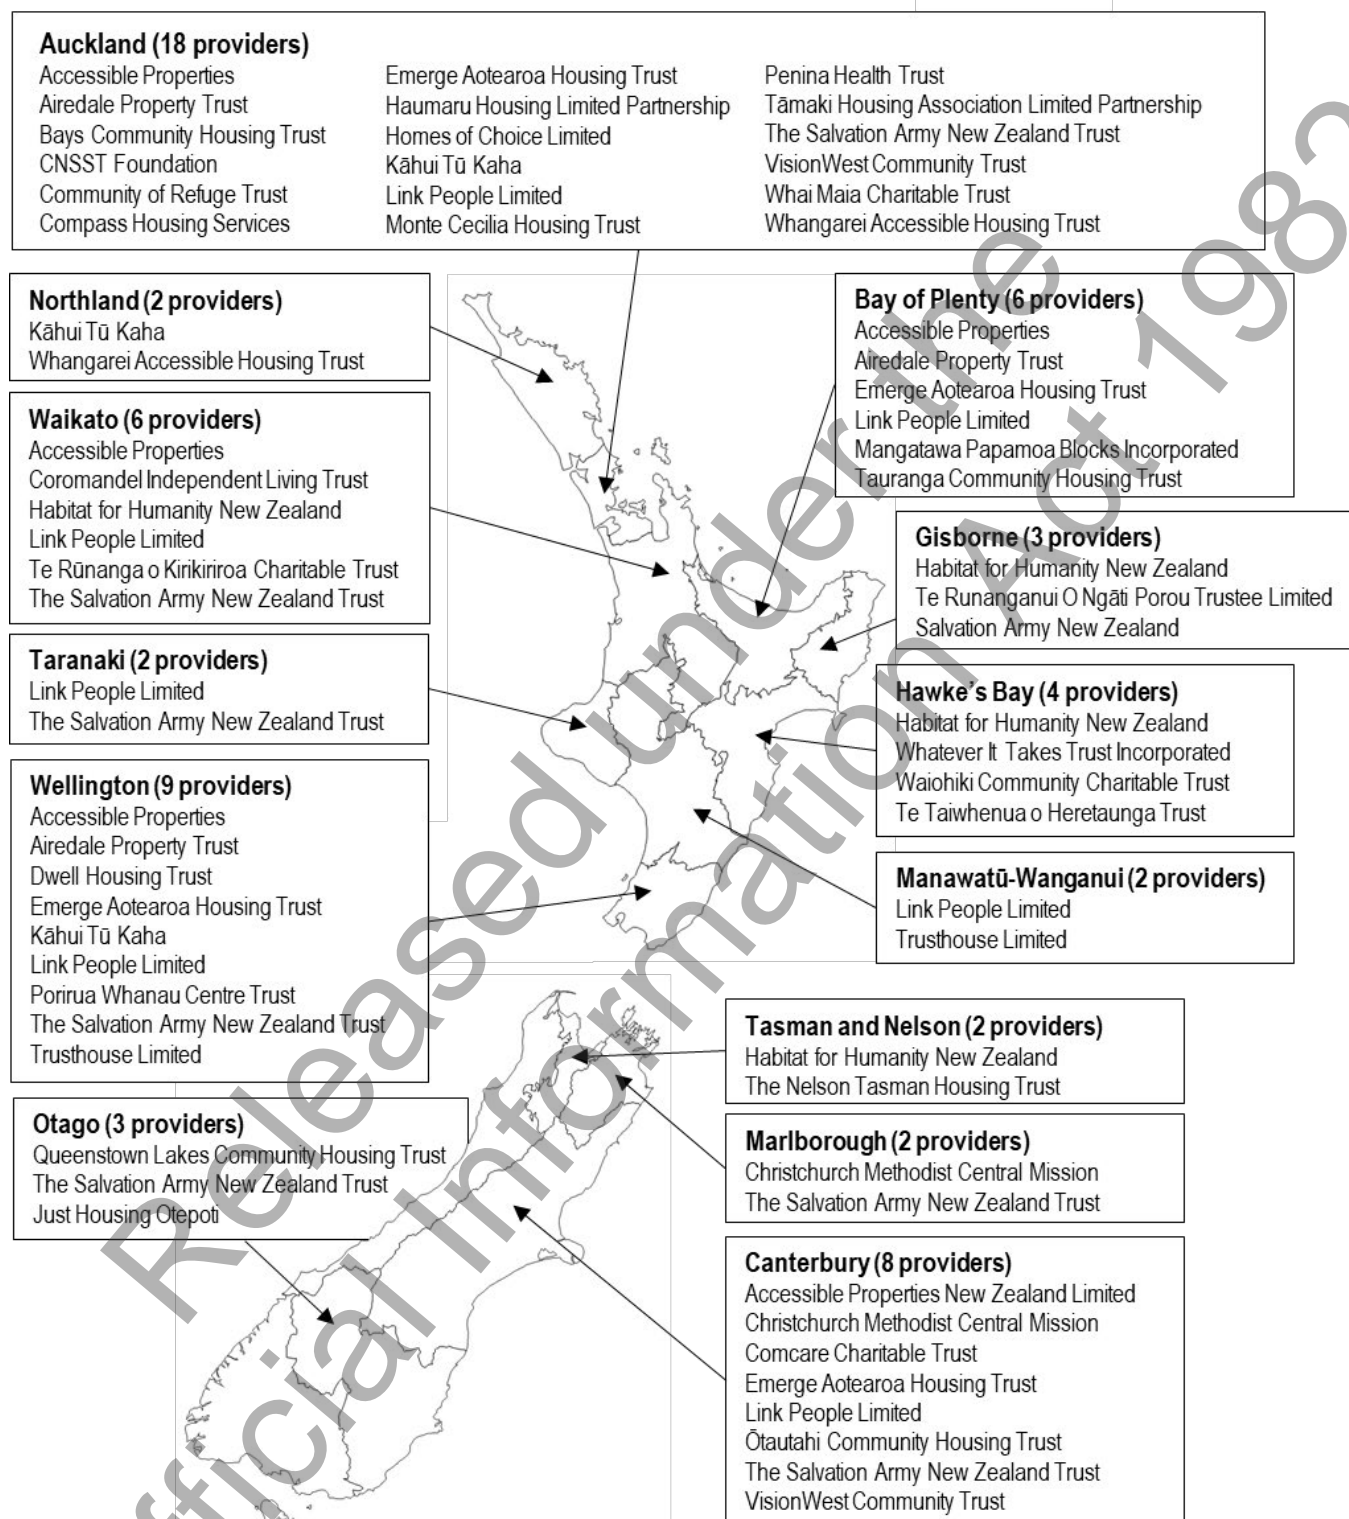 Auckland (18 providers)
Accessible Properties
Airedale Property Trust
Bays Community Housing Trust
CNSST Foundation
Community of Refuge Trust
Compass Housing Services
Emerge Aotearoa Housing Trust
Haumaru Housing Limited Partnership
Homes of Choice Limited
Kāhui Tū Kaha
Link People Limited
Monte Cecilia Housing Trust
Penina Health Trust
Tāmaki Housing Association Limited Partnership
The Salvation Army New Zealand Trust
VisionWest Community Trust
Whai Maia Charitable Trust
Whangarei Accessible Housing Trust
Northland (2 providers)
Kāhui Tū Kaha
Whangarei Accessible Housing Trust
Waikato (6 providers)
Accessible Properties
Coromandel Independent Living Trust
Habitat for Humanity New Zealand
Link People Limited
Te Rūnanga o Kirikiriroa Charitable Trust
The Salvation Army New Zealand Trust
Taranaki (2 providers)
Link People Limited
The Salvation Army New Zealand Trust
Wellington (9 providers)
Accessible Properties
Airedale Property Trust
Dwell Housing Trust
Emerge Aotearoa Housing Trust
Kāhui Tū Kaha
Link People Limited
Porirua Whanau Centre Trust
The Salvation Army New Zealand Trust
Trusthouse Limited
Otago (3 providers)
Queenstown Lakes Community Housing Trust
The Salvation Army New Zealand Trust
Just Housing Otepoti
Bay of Plenty (6 providers)
Accessible Properties
Airedale Property Trust
Emerge Aotearoa Housing Trust
Link People Limited
Mangatawa Papamoa Blocks Incorporated
Tauranga Community Housing Trust
Gisborne (3 providers)
Habitat for Humanity New Zealand
Te Runanganui O Ngāti Porou Trustee Limited
Salvation Army New Zealand
Hawke's Bay (4 providers)
Habitat for Humanity New Zealand
Whatever It Takes Trust Incorporated
Waiohiki Community Charitable Trust
Te Taiwhenua o Heretaunga Trust
Manawatū-Wanganui (2 providers)
Link People Limited
Trusthouse Limited
Tasman and Nelson (2 providers)
Habitat for Humanity New Zealand
The Nelson Tasman Housing Trust
Marlborough (2 providers)
Christchurch Methodist Central Mission
The Salvation Army New Zealand Trust
Canterbury (8 providers)
Accessible Properties New Zealand Limited
Christchurch Methodist Central Mission
Comcare Charitable Trust
Emerge Aotearoa Housing Trust
Link People Limited
Ōtautahi Community Housing Trust
The Salvation Army New Zealand Trust
VisionWest Community Trust
Released under the
Official Information Act 1982